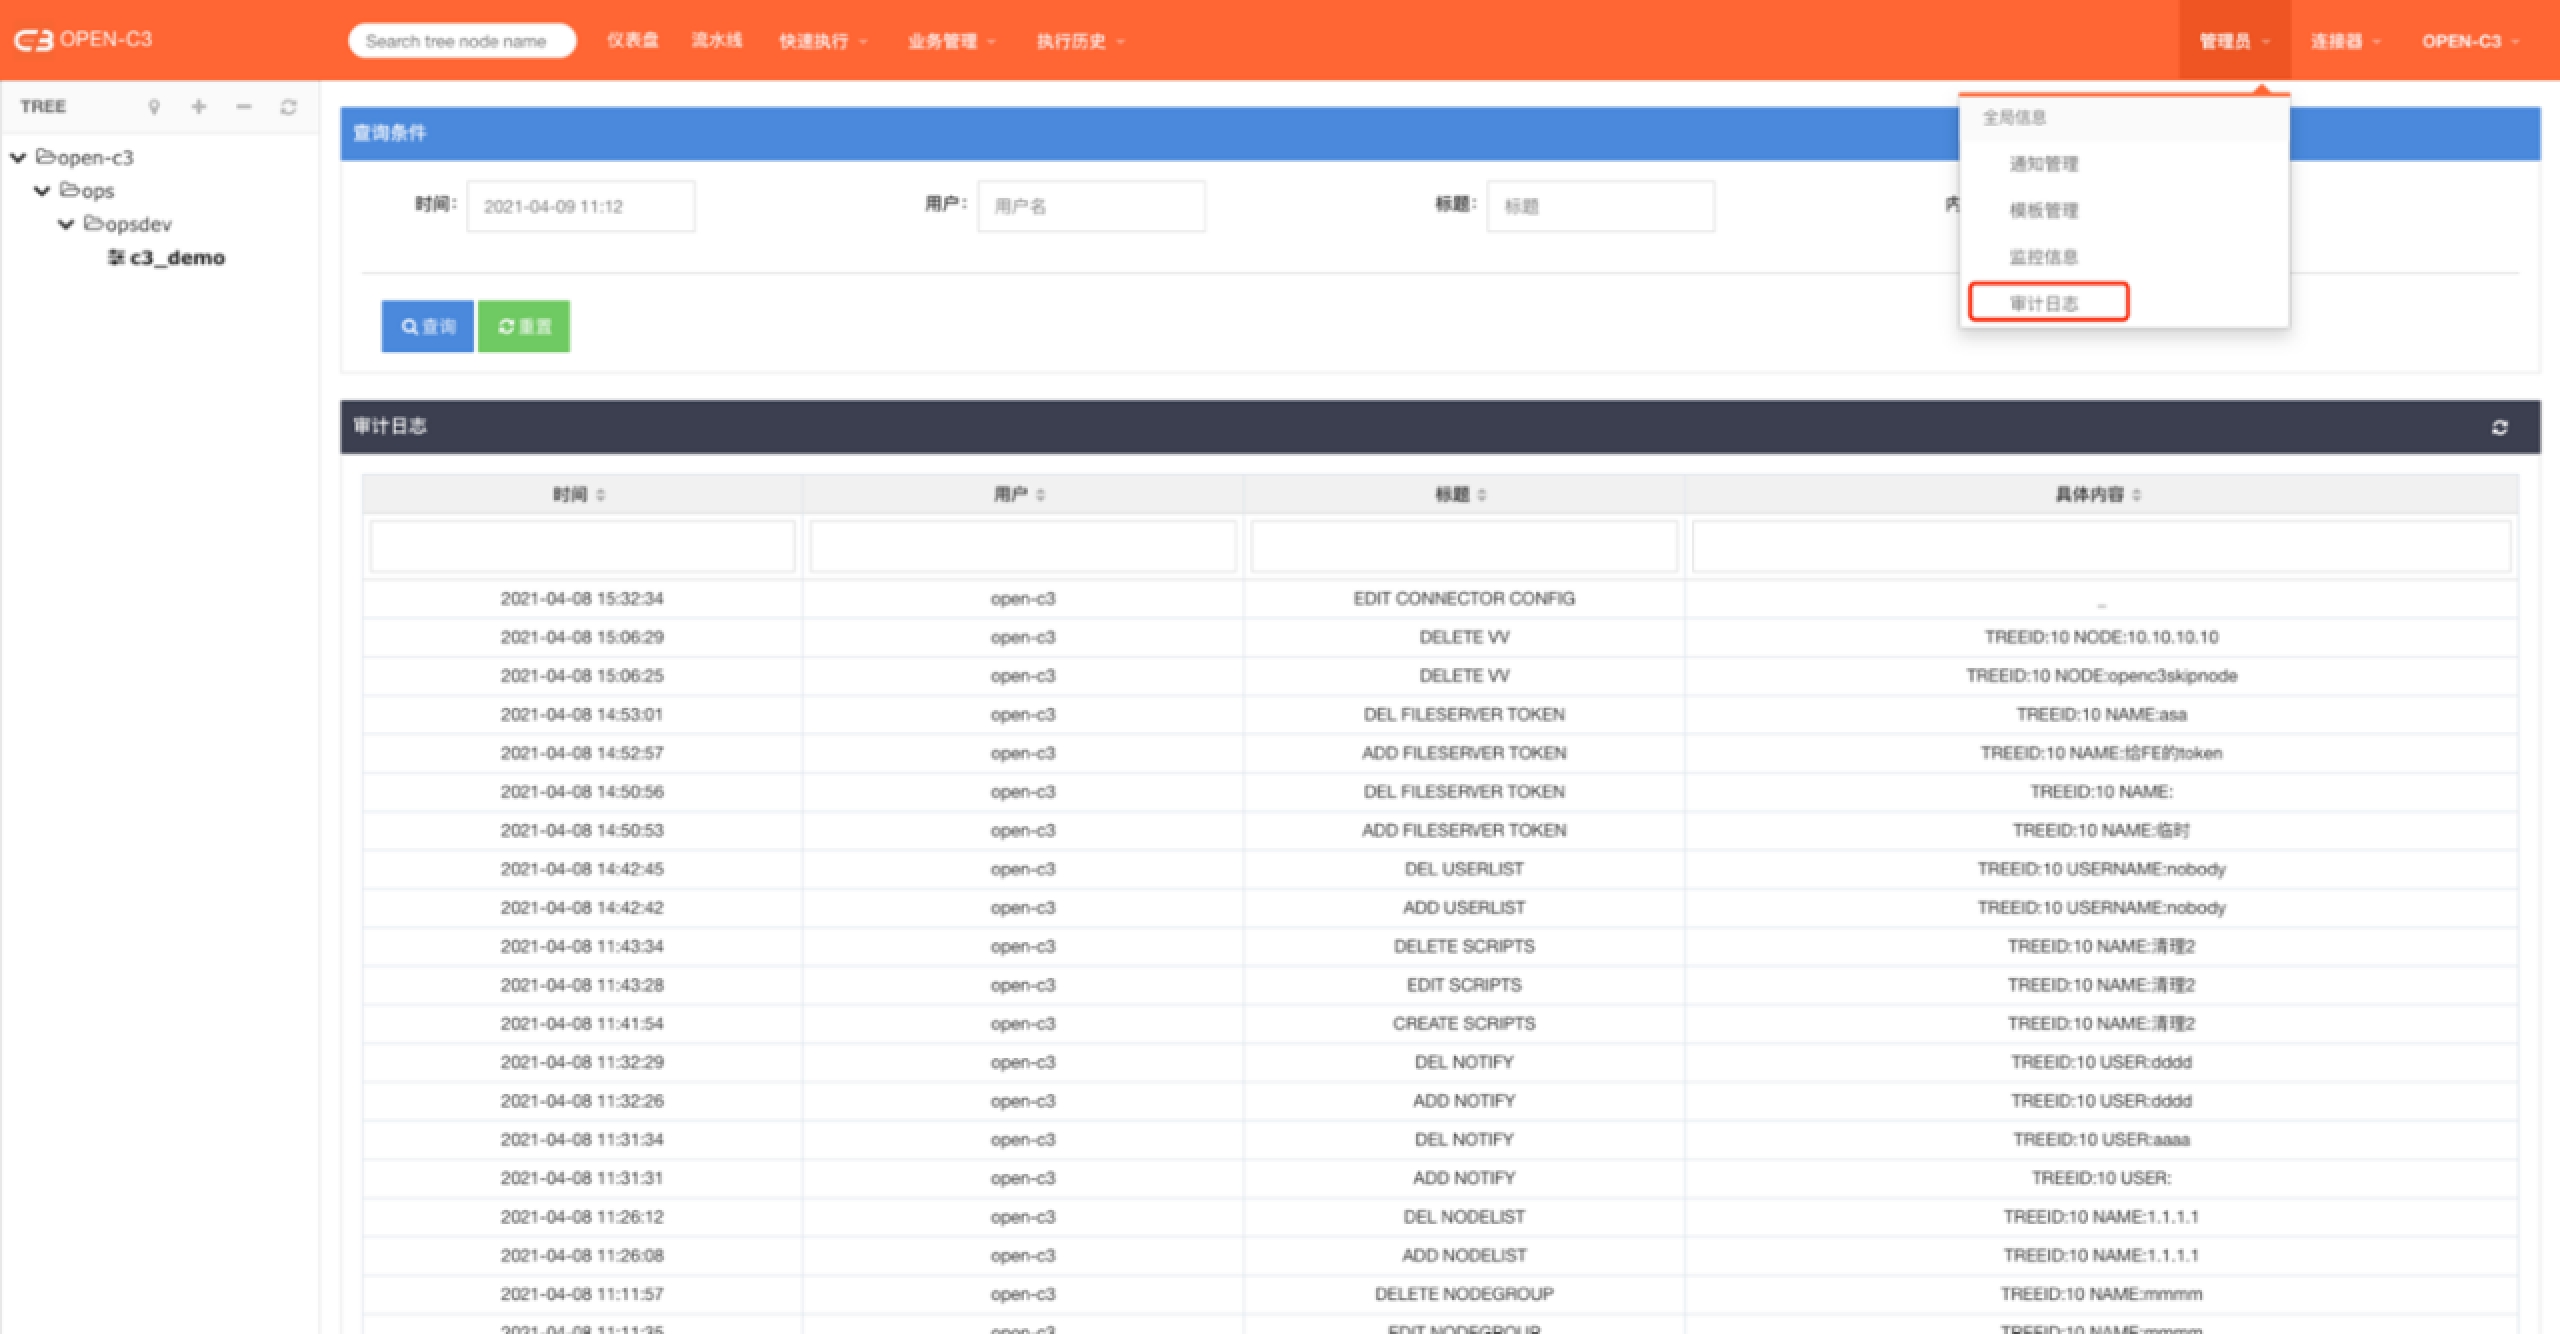 C3 OPEN-C3 Search tree node name 仪表盘 流水线 快速执行 业务管理 执行历史 管理员 连接器 OPEN-C3
TREE
open-c3
ops
opsdev
c3_demo
全局信息
通知管理
模板管理
监控信息
审计日志
查询条件
时间: 2021-04-09 11:12 用户: 用户名 标题: 标题 内
查询 重置
审计日志
时间 用户 标题 具体内容
2021-04-08 15:32:34 open-c3 EDIT CONNECTOR CONFIG _
2021-04-08 15:06:29 open-c3 DELETE VV TREEID:10 NODE:10.10.10.10
2021-04-08 15:06:25 open-c3 DELETE VV TREEID:10 NODE:openc3skipnode
2021-04-08 14:53:01 open-c3 DEL FILESERVER TOKEN TREEID:10 NAME:asa
2021-04-08 14:52:57 open-c3 ADD FILESERVER TOKEN TREEID:10 NAME:给FE的token
2021-04-08 14:50:56 open-c3 DEL FILESERVER TOKEN TREEID:10 NAME:
2021-04-08 14:50:53 open-c3 ADD FILESERVER TOKEN TREEID:10 NAME:临时
2021-04-08 14:42:45 open-c3 DEL USERLIST TREEID:10 USERNAME:nobody
2021-04-08 14:42:42 open-c3 ADD USERLIST TREEID:10 USERNAME:nobody
2021-04-08 11:43:34 open-c3 DELETE SCRIPTS TREEID:10 NAME:清理2
2021-04-08 11:43:28 open-c3 EDIT SCRIPTS TREEID:10 NAME:清理2
2021-04-08 11:41:54 open-c3 CREATE SCRIPTS TREEID:10 NAME:清理2
2021-04-08 11:32:29 open-c3 DEL NOTIFY TREEID:10 USER:dddd
2021-04-08 11:32:26 open-c3 ADD NOTIFY TREEID:10 USER:dddd
2021-04-08 11:31:34 open-c3 DEL NOTIFY TREEID:10 USER:aaaa
2021-04-08 11:31:31 open-c3 ADD NOTIFY TREEID:10 USER:
2021-04-08 11:26:12 open-c3 DEL NODELIST TREEID:10 NAME:1.1.1.1
2021-04-08 11:26:08 open-c3 ADD NODELIST TREEID:10 NAME:1.1.1.1
2021-04-08 11:11:57 open-c3 DELETE NODEGROUP TREEID:10 NAME:mmmm
2021-04-08 11:11:35 open-c3 EDIT NODEGROUP TREEID:10 NAME:mmmm